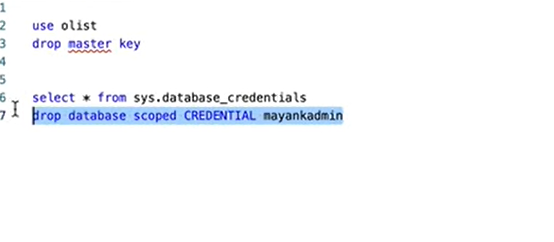 1
2 use olist
3 drop master key
4
5
6 select * from sys.database_credentials
7 drop database scoped CREDENTIAL mayankadmin